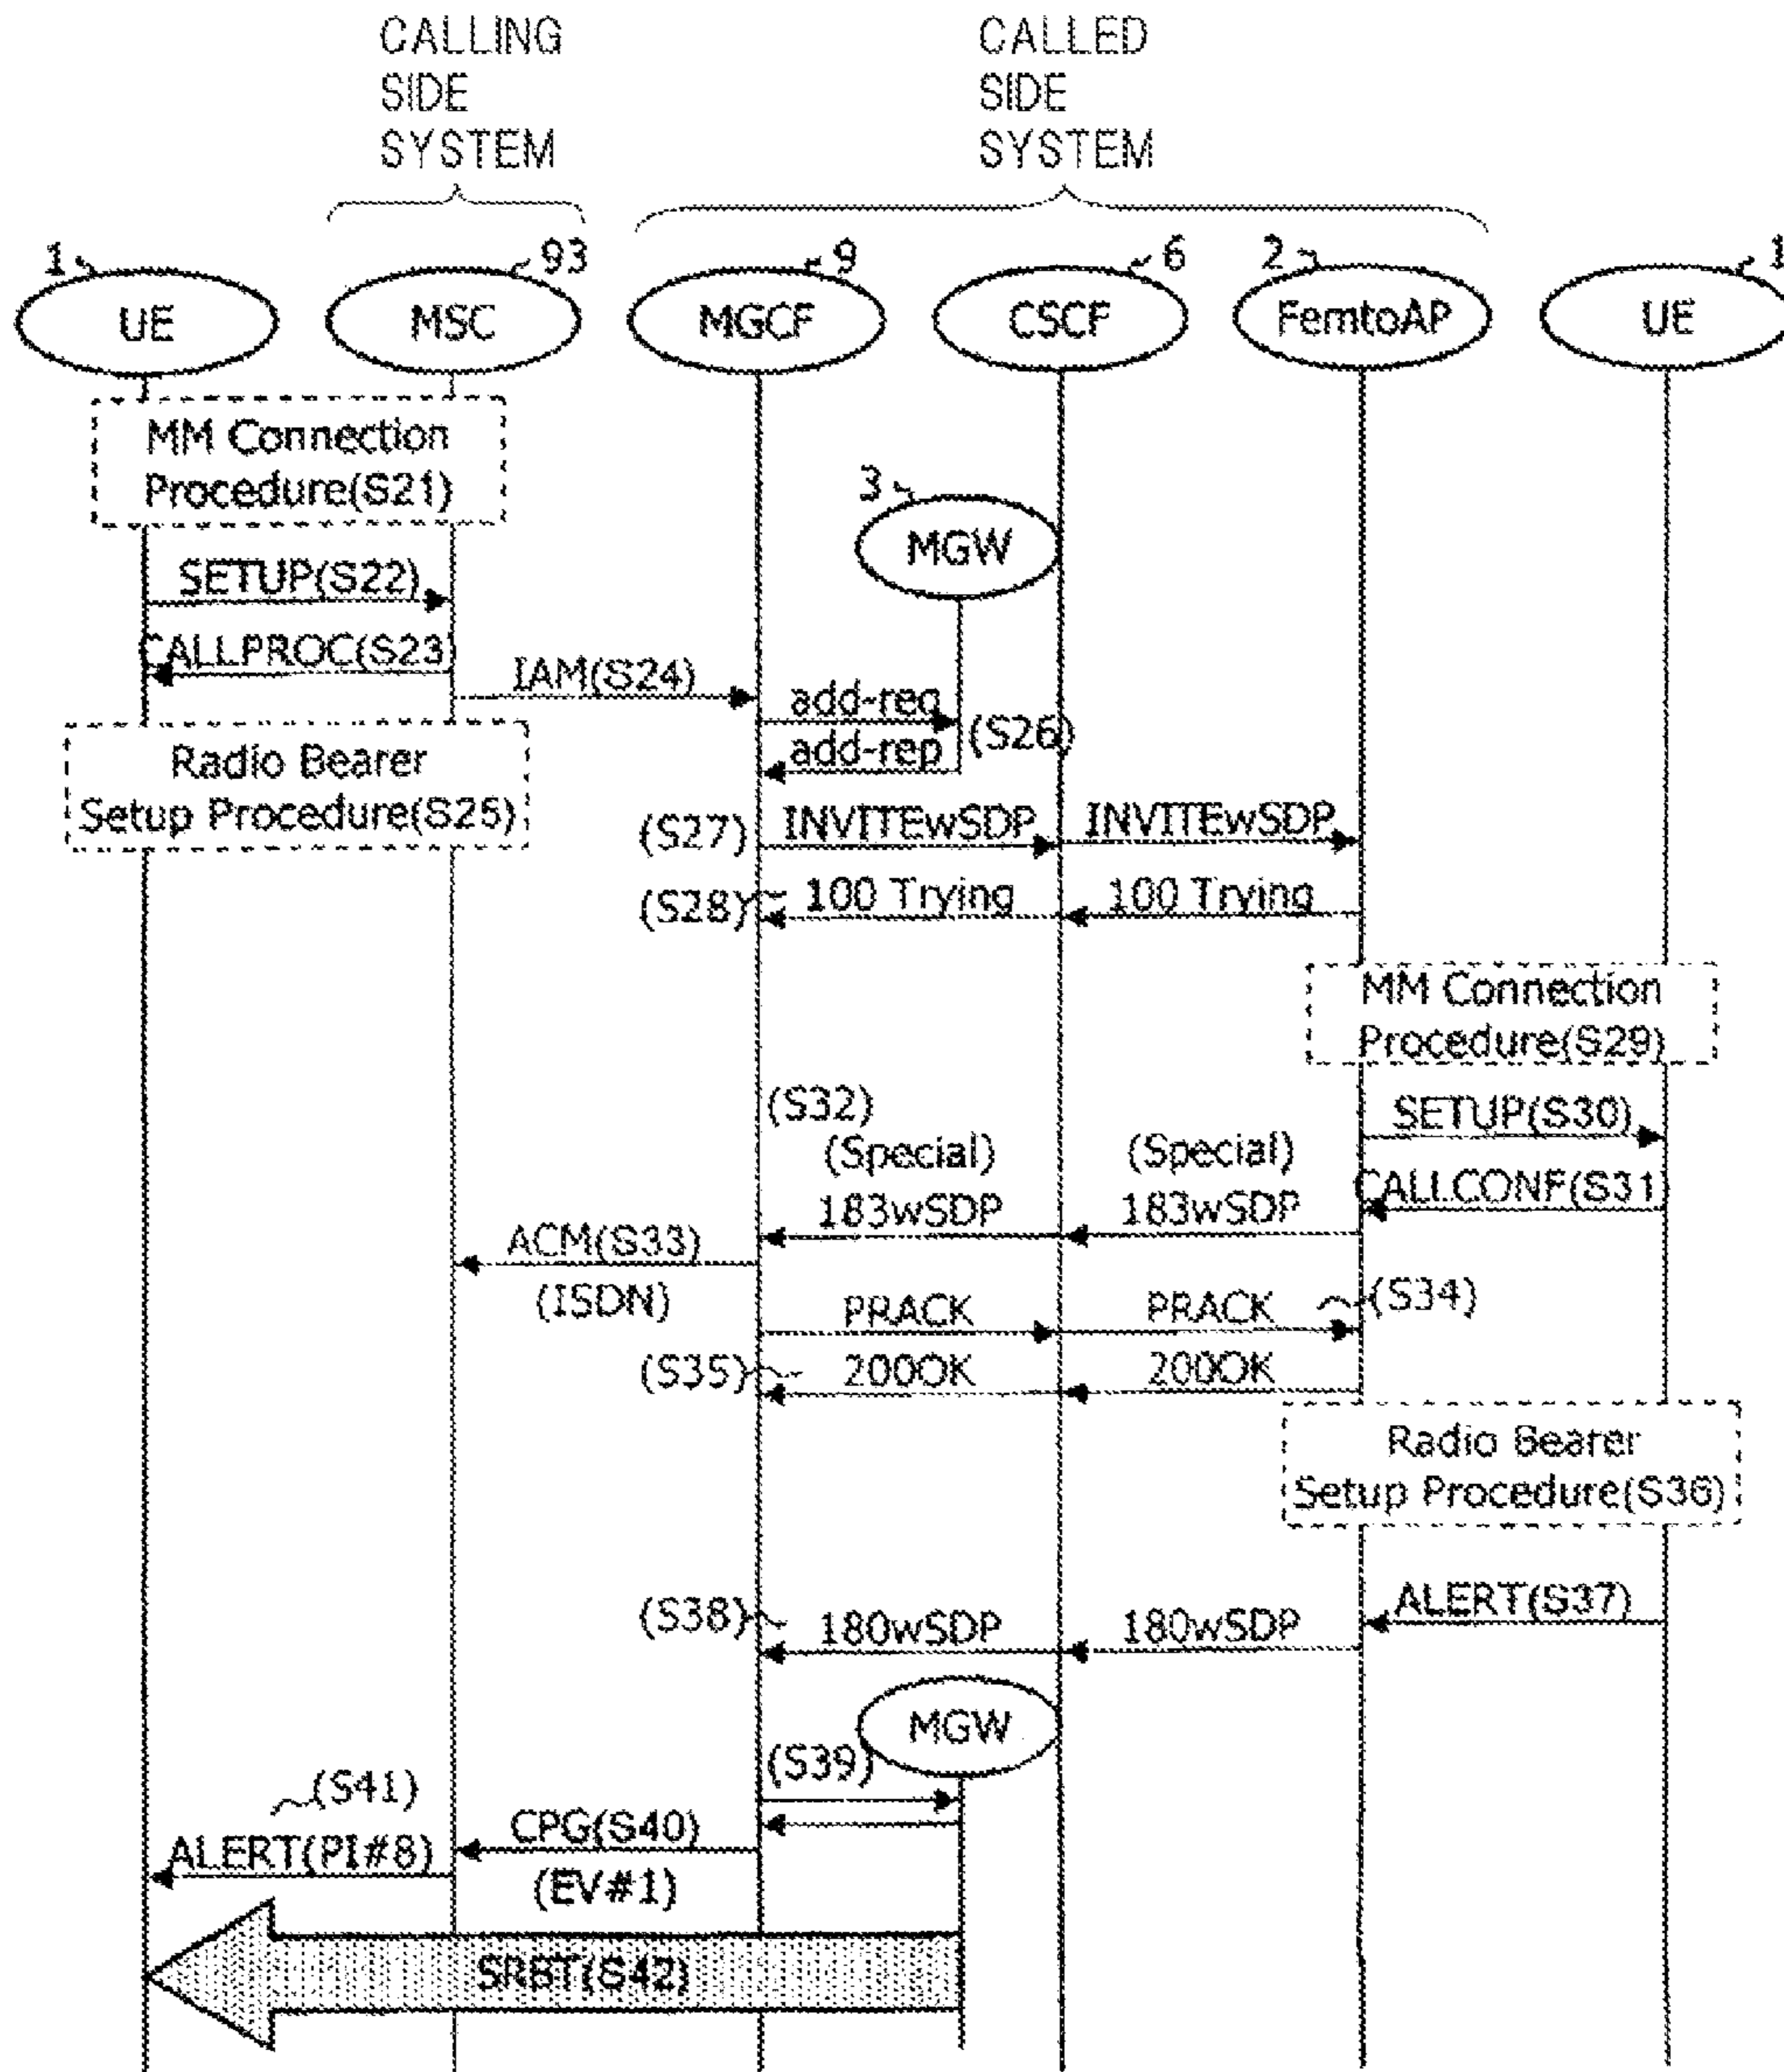 CALLING
SIDE
SYSTEM
CALLED
SIDE
SYSTEM
1
93
9
6
2
1
UE
MSC
MGCF
CSCF
FemtoAP
UE
MM Connection
Procedure(S21)
3
MGW
SETUP(S22)
CALLPROC(S23)
IAM(S24)
add-req
(S26)
add-rep
Radio Bearer
Setup Procedure(S25)
(S27)
INVITEwSDP
INVITEwSDP
(S28)
100 Trying
100 Trying
MM Connection
Procedure(S29)
(S32)
SETUP(S30)
(Special)
(Special)
CALLCONF(S31)
183wSDP
183wSDP
ACM(S33)
(ISDN)
PRACK
PRACK
(S34)
(S35)
200OK
200OK
Radio Bearer
Setup Procedure(S36)
ALERT(S37)
(S38)
180wSDP
180wSDP
MGW
(S39)
(S41)
CPG(S40)
ALERT(PI#8)
(EV#1)
SRBT(S42)